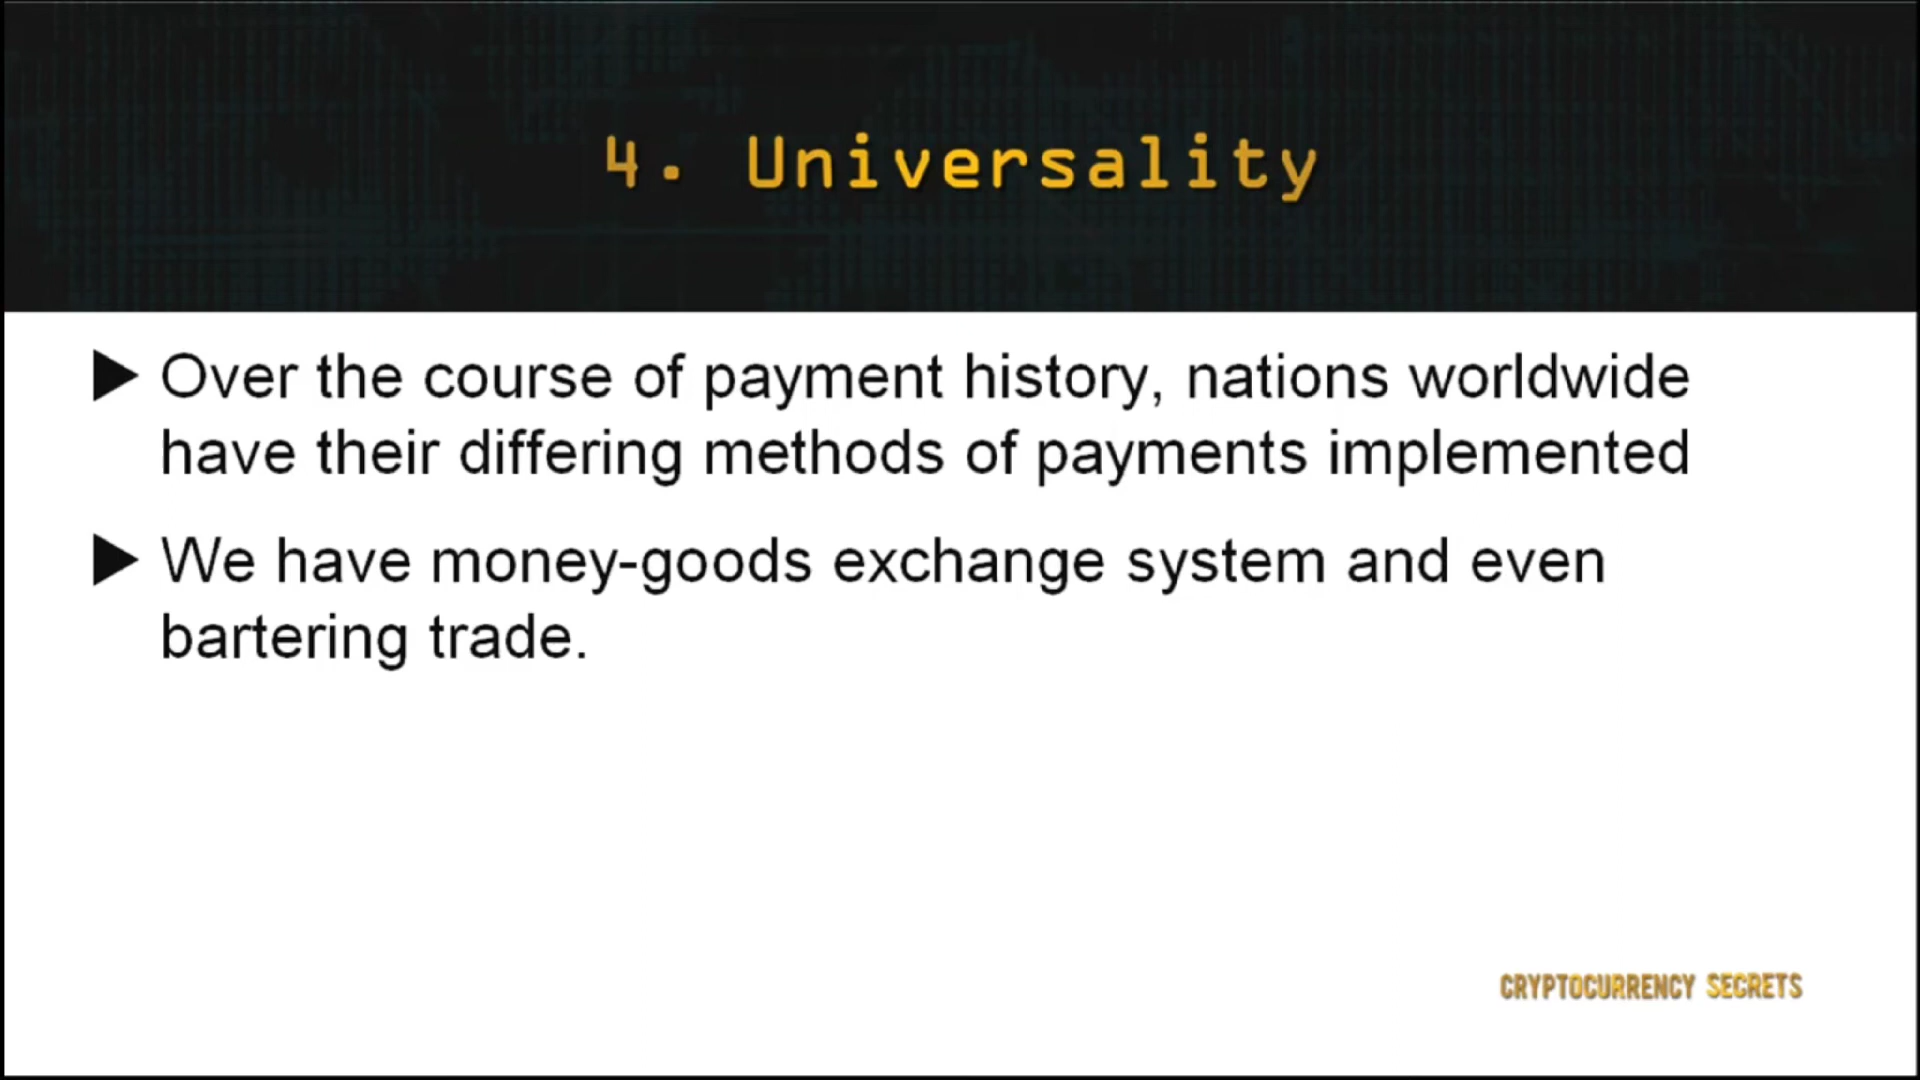 4. Universality
Over the course of payment history, nations worldwide
have their differing methods of payments implemented
We have money-goods exchange system and even
bartering trade.
CRYPTOCURRENCY SECRETS